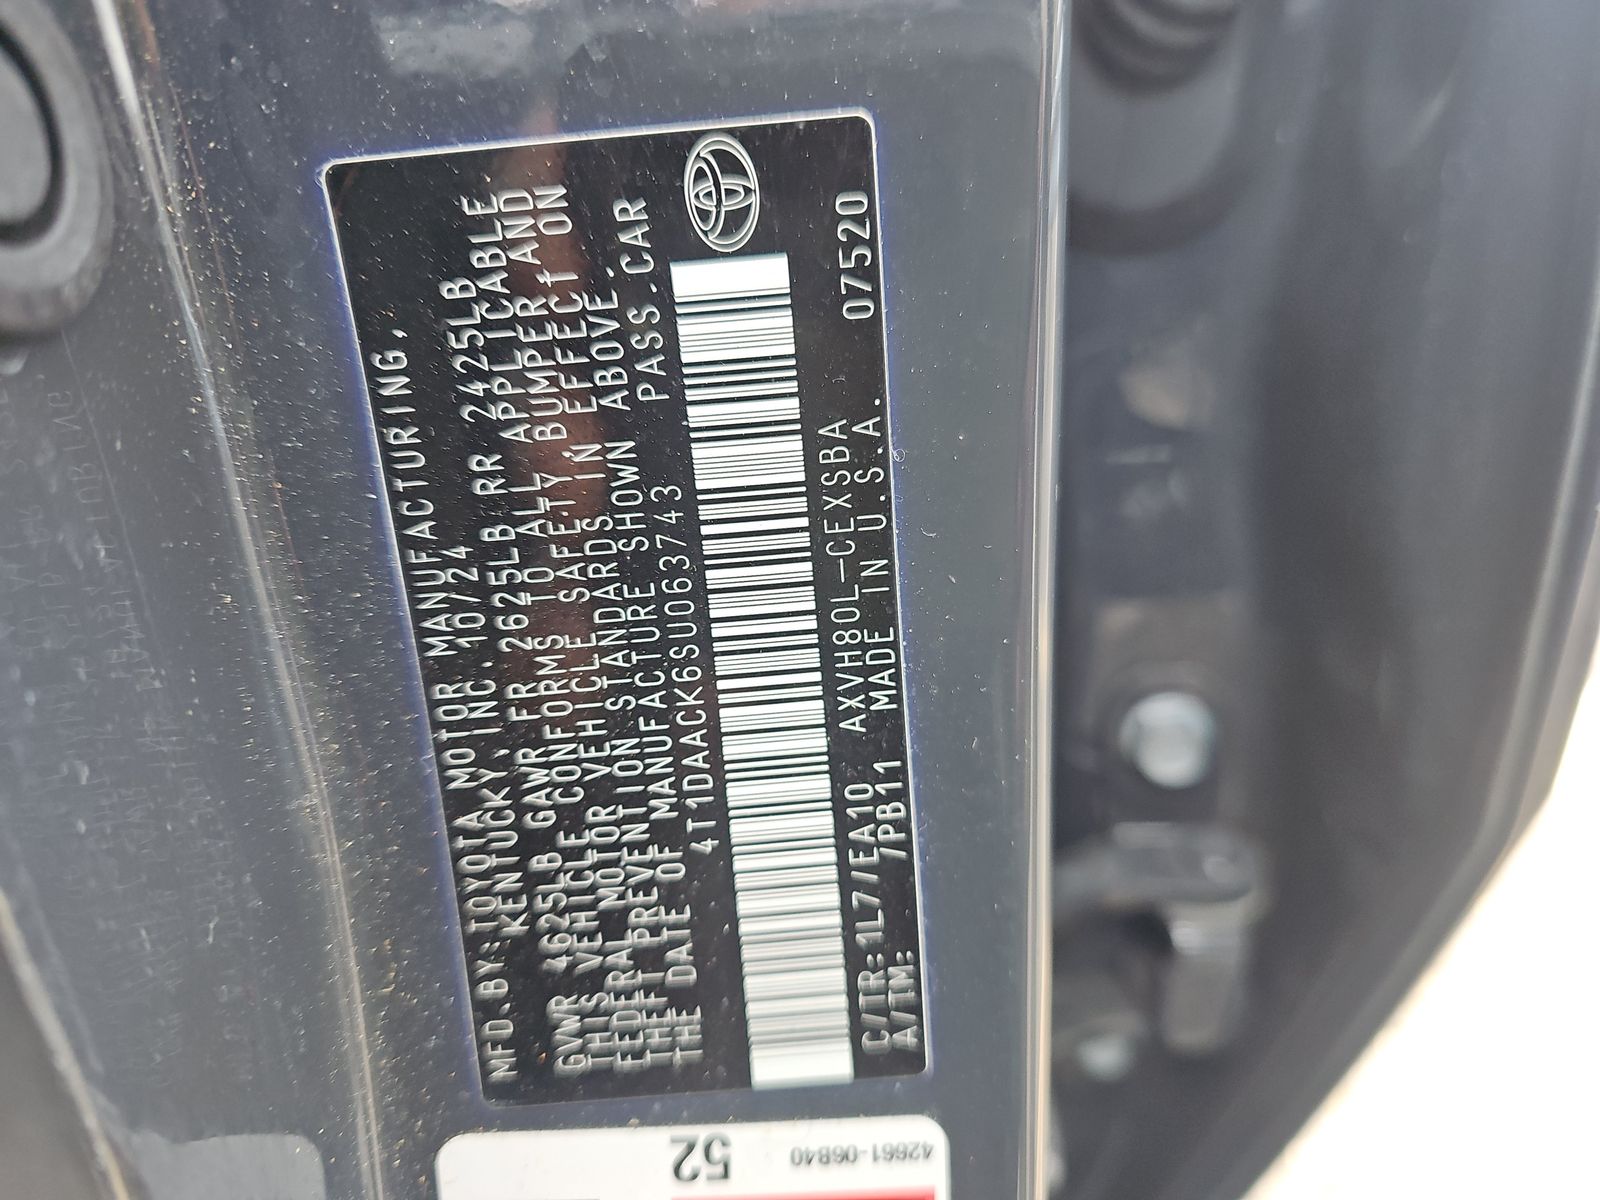 MFD.BY:TOYOTA MOTOR MANUFACTURING,
KENTUCKY,INC. 10/24
GVWR 4625LB GAWR FR 2625LB RR 2425LB
THIS VEHICLE CONFORMS TO ALL APPLICABLE
FEDERAL MOTOR VEHICLE SAFETY BUMPER AND
THEFT PREVENTION STANDARDS IN EFFECT ON
THE DATE OF MANUFACTURE SHOWN ABOVE.
4T1DAACK6SU063743 PASS.CAR
C/TR:1L7/EA10 AXVH80L-CEXSBA 07520
A/TM: /PB11 MADE IN U.S.A.
52
42661-06B40